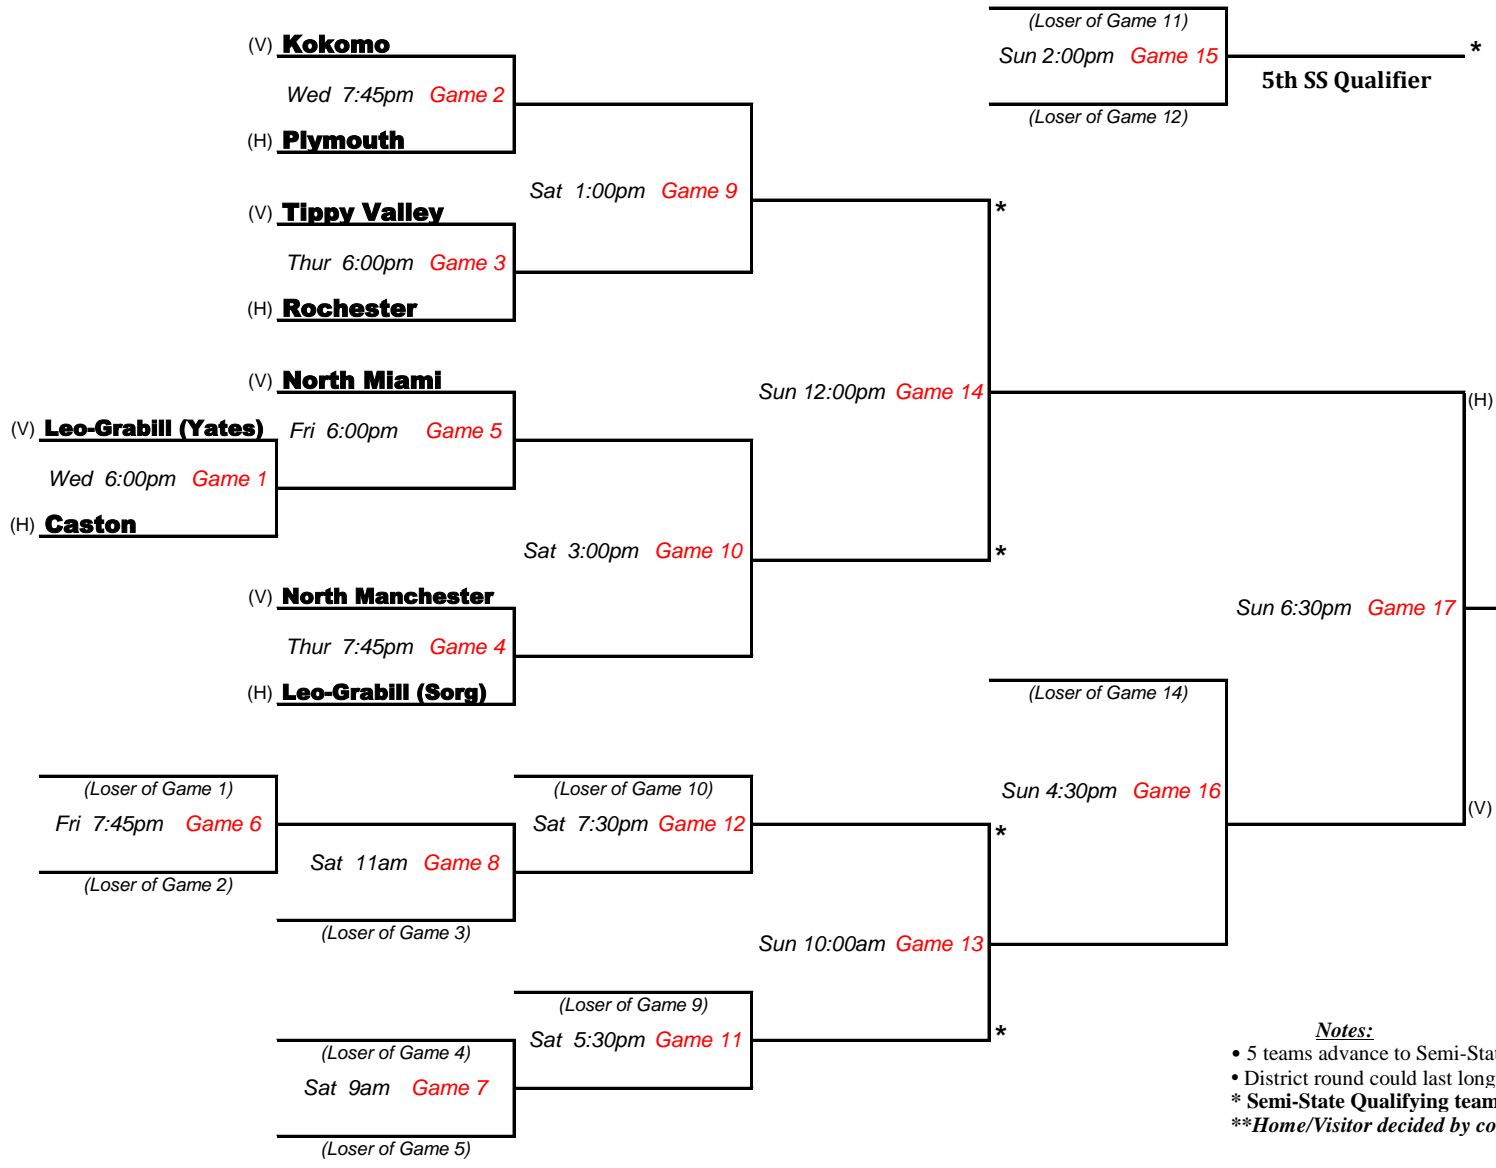 (Loser of Game 11)
(V) Kokomo
Sun 2:00pm Game 15
*
5th SS Qualifier
Wed 7:45pm Game 2
(Loser of Game 12)
(H) Plymouth
Sat 1:00pm Game 9
(V) Tippy Valley
*
Thur 6:00pm Game 3
(H) Rochester
(V) North Miami
Sun 12:00pm Game 14
(H)
(V) Leo-Grabill (Yates)
Fri 6:00pm Game 5
Wed 6:00pm Game 1
(H) Caston
Sat 3:00pm Game 10
*
(V) North Manchester
Sun 6:30pm Game 17
Thur 7:45pm Game 4
(H) Leo-Grabill (Sorg)
(Loser of Game 14)
(Loser of Game 1)
(Loser of Game 10)
Sun 4:30pm Game 16
(V)
Fri 7:45pm Game 6
Sat 7:30pm Game 12
*
Sat 11am Game 8
(Loser of Game 2)
(Loser of Game 3)
Sun 10:00am Game 13
(Loser of Game 9)
Sat 5:30pm Game 11
*
(Loser of Game 4)
Sat 9am Game 7
(Loser of Game 5)
Notes:
• 5 teams advance to Semi-Stat
• District round could last long
* Semi-State Qualifying team
**Home/Visitor decided by co